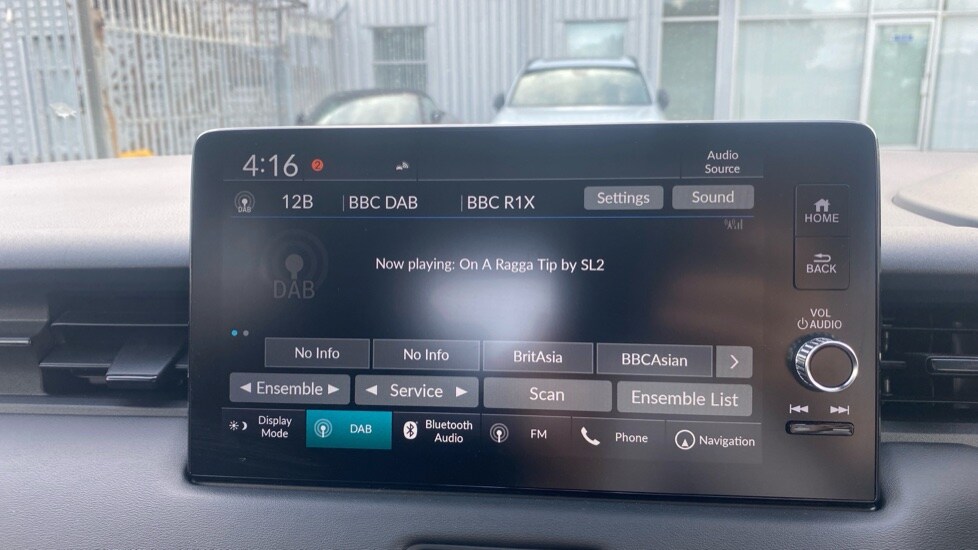 4:16 2
Audio
Source
DAB 12B BBC DAB BBC R1X Settings Sound
HOME
Now playing: On A Ragga Tip by SL2
BACK
DAB
VOL
AUDIO
No Info No Info BritAsia BBCAsian
Ensemble Service Scan Ensemble List
Display
Mode
DAB
Bluetooth
Audio
FM Phone Navigation